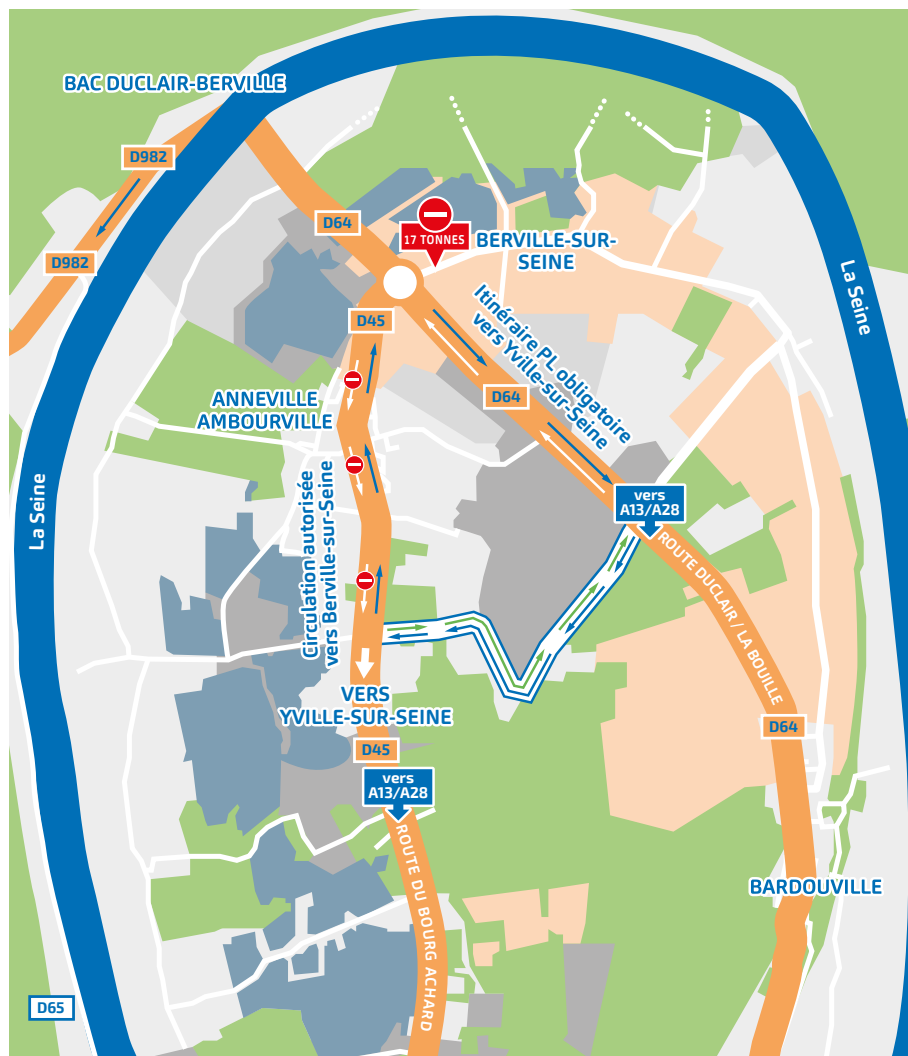 BAC DUCLAIR-BERVILLE
D982
D64
17 TONNES
BERVILLE-SUR-
SEINE
D982
La Seine
D45
Itinéraire PL obligatoire
vers Yville-sur-Seine
ANNEVILLE
AMBOURVILLE
D64
La Seine
Circulation autorisée
vers Berville-sur-Seine
vers
A13/A28
ROUTE DUCLAIR / LA BOUILLE
VERS
YVILLE-SUR-SEINE
D64
D45
vers
A13/A28
ROUTE DU BOURG ACHARD
BARDOUVILLE
D65